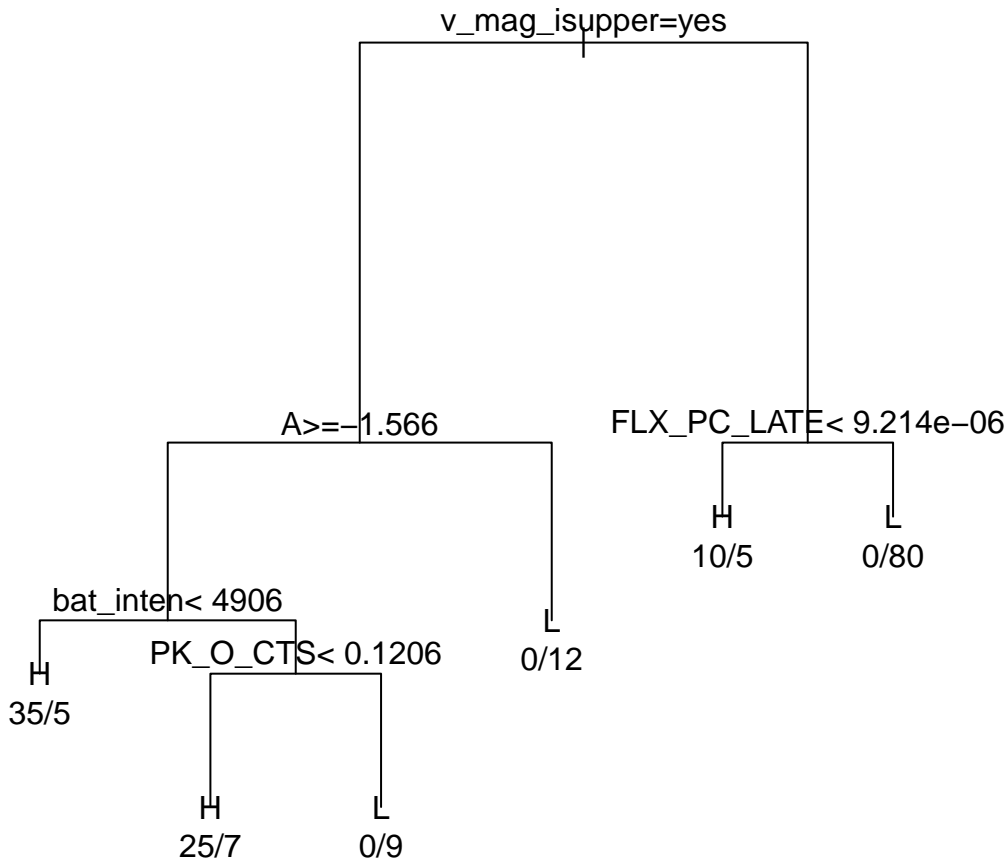 v_mag_isupper=yes
A>=−1.566
FLX_PC_LATE< 9.214e−06
H
10/5
L
0/80
bat_inten< 4906
L
0/12
PK_O_CTS< 0.1206
H
35/5
H
25/7
L
0/9